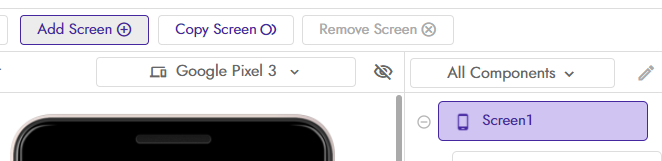 Add Screen
Copy Screen
Remove Screen
Google Pixel 3
All Components
Screen1